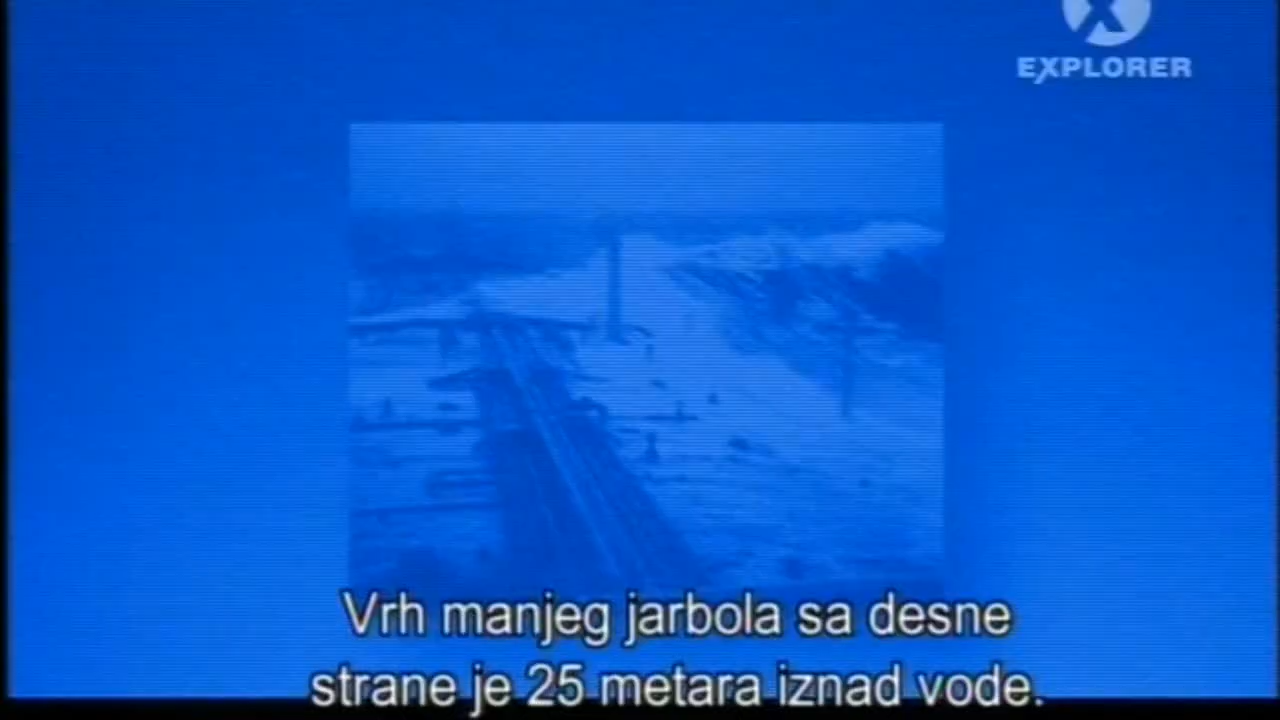 X
EXPLORER
Vrh manjeg jarbola sa desne
strane je 25 metara iznad vode.